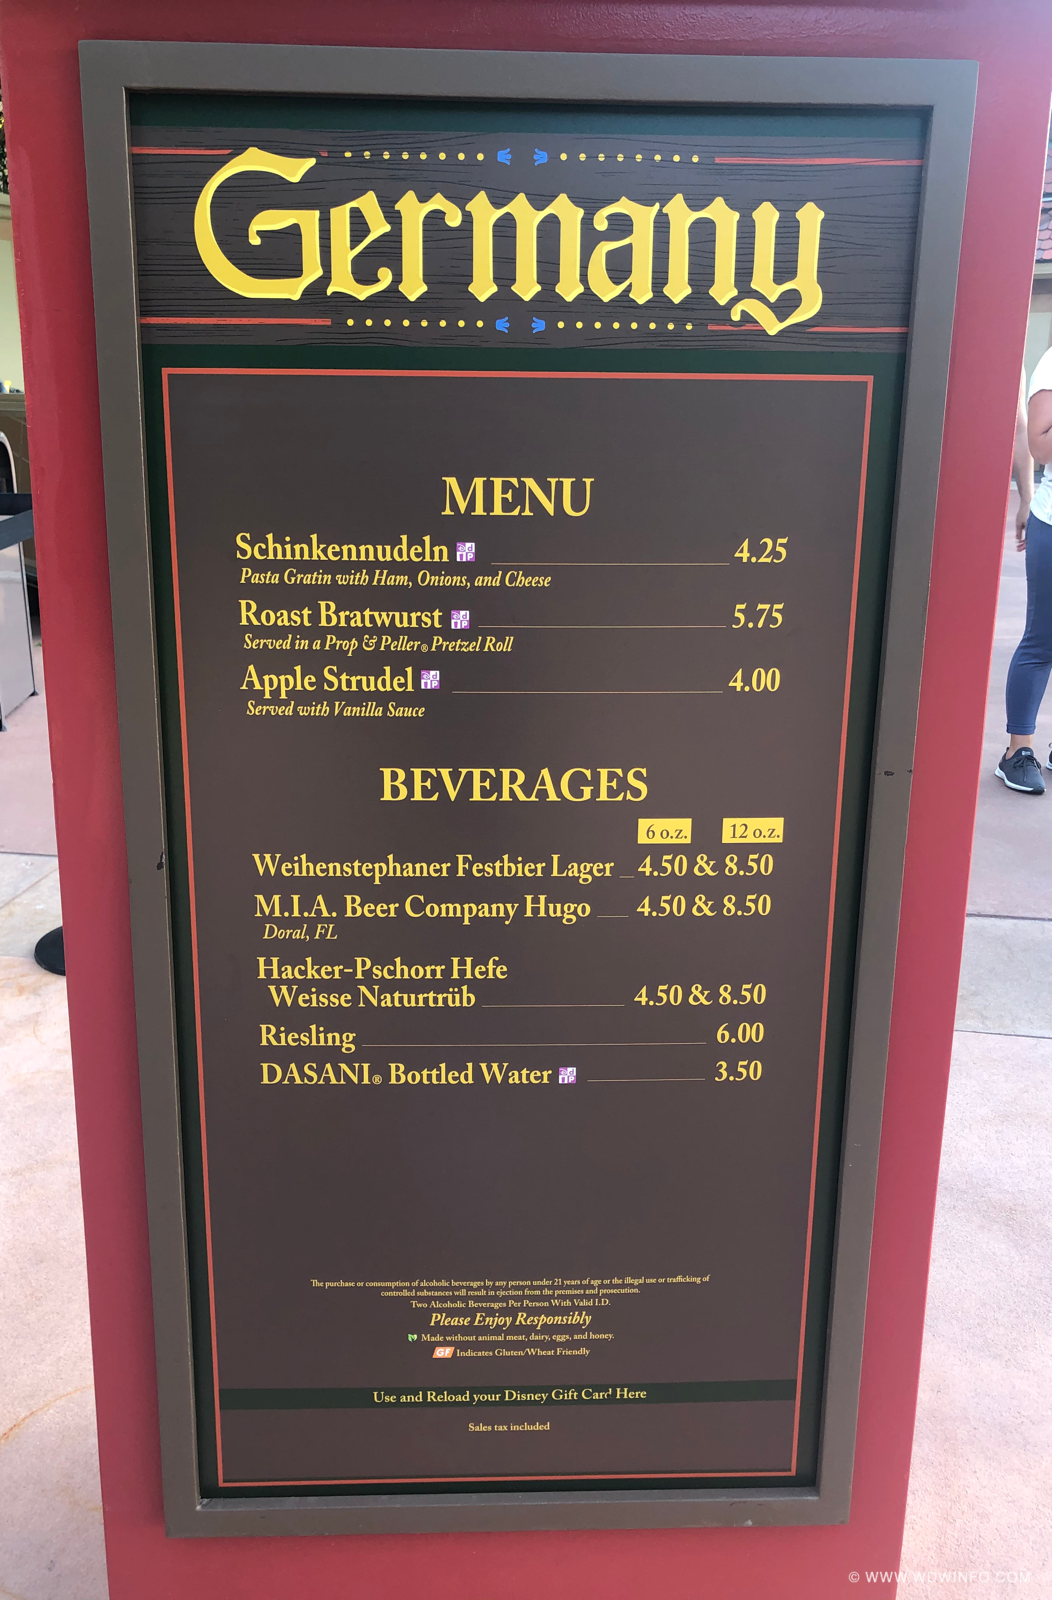 Germany
MENU
Schinkennudeln 4.25
Pasta Gratin with Ham, Onions, and Cheese
Roast Bratwurst 5.75
Served in a Prop & Peller® Pretzel Roll
Apple Strudel 4.00
Served with Vanilla Sauce
BEVERAGES
6 o.z. 12 o.z.
Weihenstephaner Festbier Lager 4.50 & 8.50
M.I.A. Beer Company Hugo 4.50 & 8.50
Doral, FL
Hacker-Pschorr Hefe
Weisse Naturtrüb 4.50 & 8.50
Riesling 6.00
DASANI® Bottled Water 3.50
The purchase or consumption of alcoholic beverages by any person under 21 years of age or the illegal use or trafficking of
controlled substances will result in ejection from the premises and prosecution.
Two Alcoholic Beverages Per Person With Valid I.D.
Please Enjoy Responsibly
Made without animal meat, dairy, eggs, and honey.
GF Indicates Gluten/Wheat Friendly
Use and Reload your Disney Gift Card Here
Sales tax included
© WWW.WDWINFO.COM